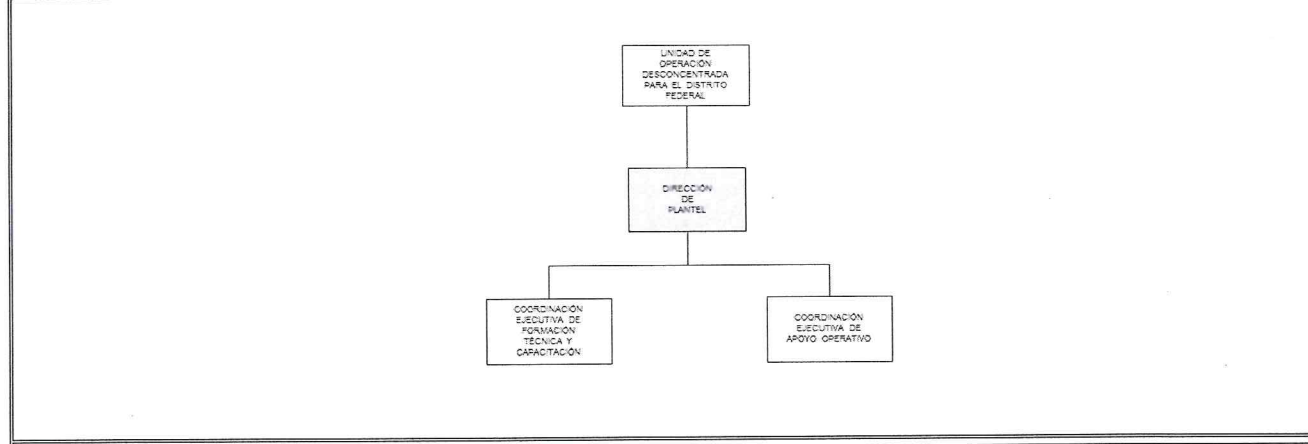 UNIDAD DE
OPERACIÓN
DESCONCENTRADA
PARA EL DISTRITO
FEDERAL
DIRECCIÓN
DE
PLANTEL
COORDINACIÓN
EJECUTIVA DE
FORMACIÓN
TÉCNICA Y
CAPACITACIÓN
COORDINACIÓN
EJECUTIVA DE
APOYO OPERATIVO